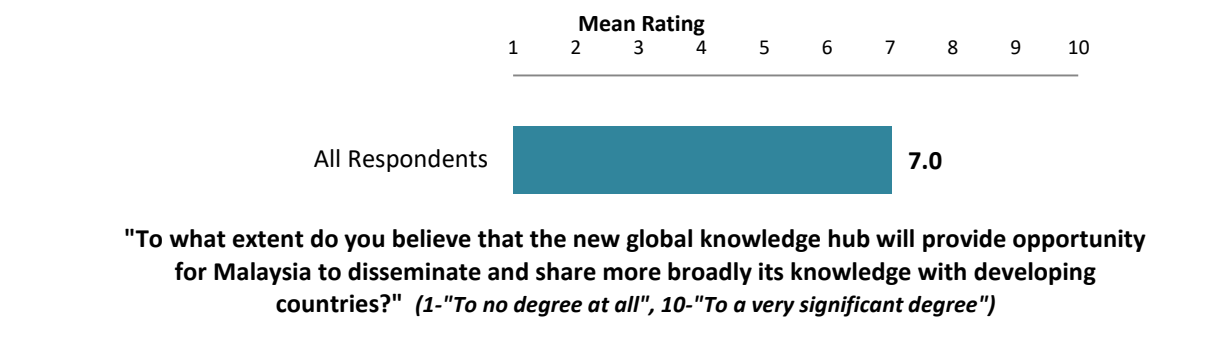 Mean Rating
1 2 3 4 5 6 7 8 9 10
All Respondents 7.0
"To what extent do you believe that the new global knowledge hub will provide opportunity
for Malaysia to disseminate and share more broadly its knowledge with developing
countries?" (1-"To no degree at all", 10-"To a very significant degree")